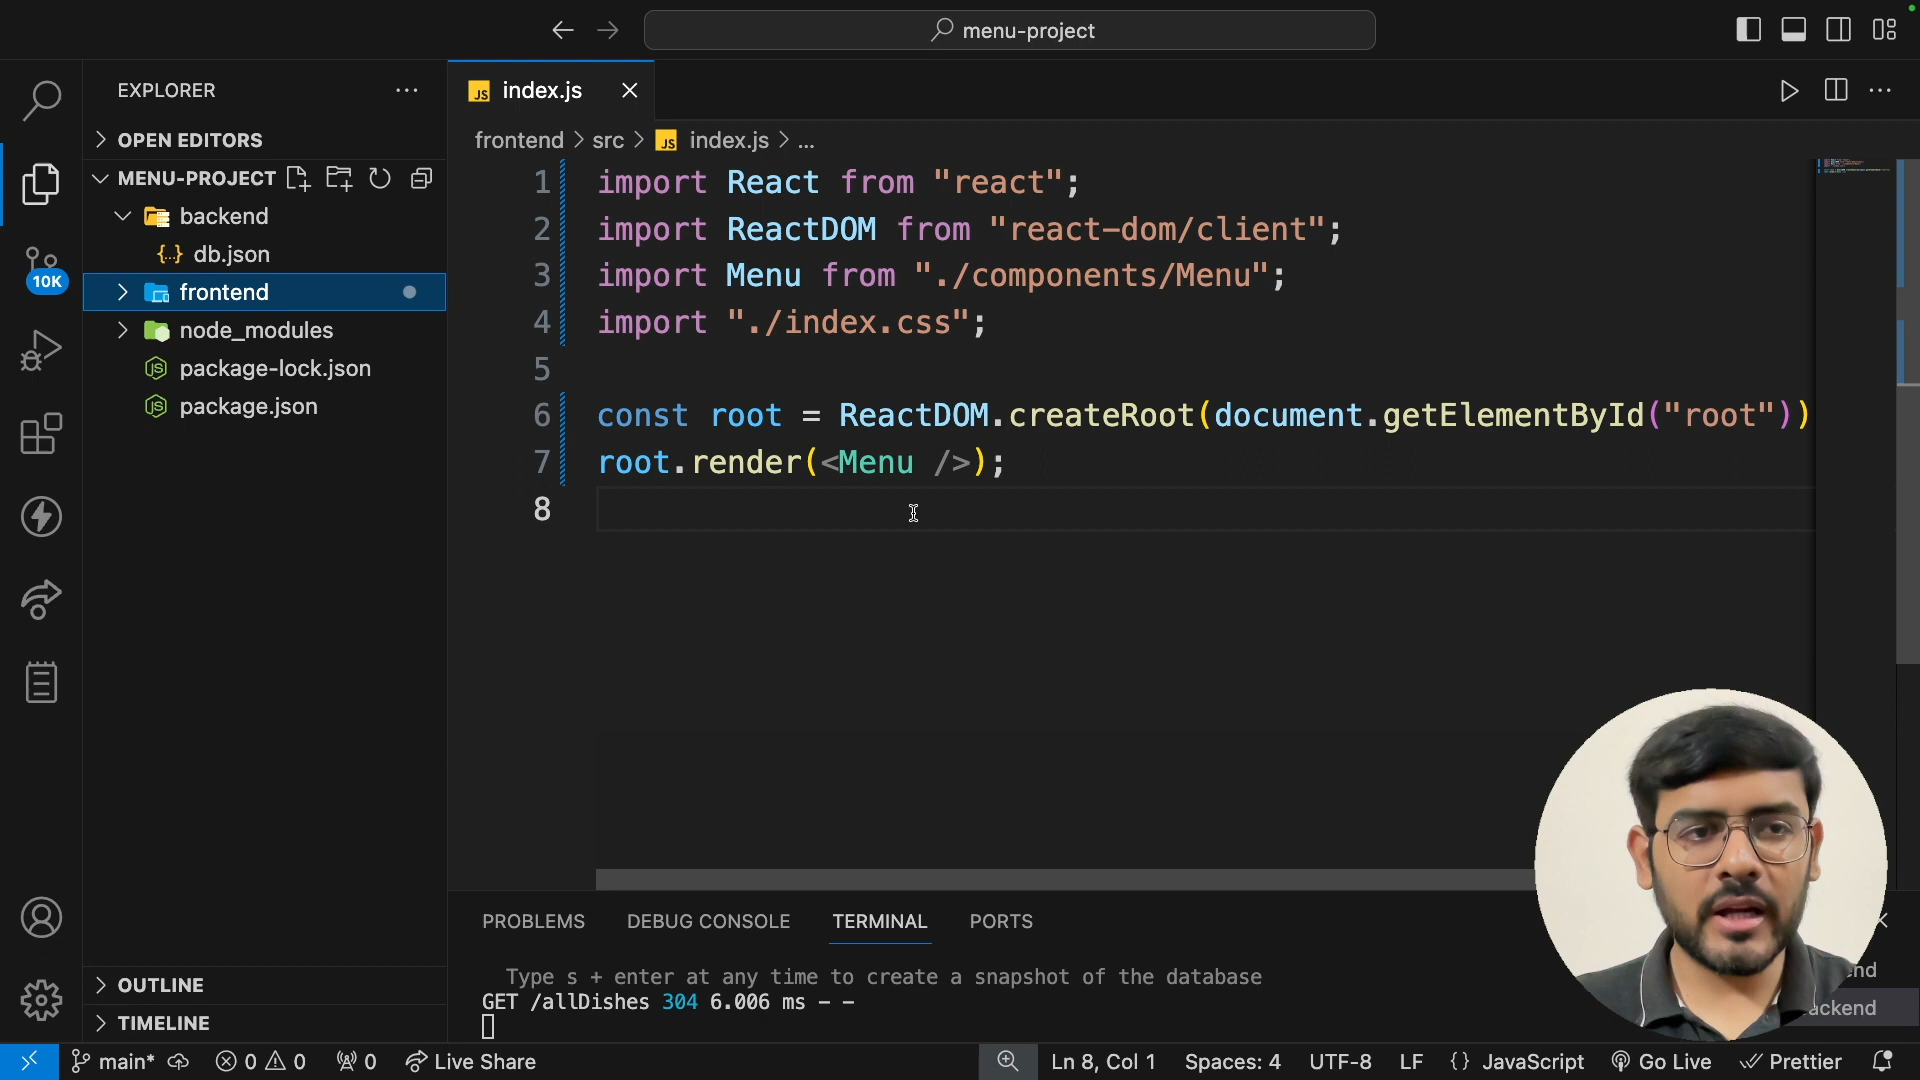 menu-project
EXPLORER
index.js
OPEN EDITORS
MENU-PROJECT
backend
db.json
frontend
node_modules
package-lock.json
package.json
10K
frontend > src > JS index.js > ...
1 import React from "react";
2 import ReactDOM from "react-dom/client";
3 import Menu from "./components/Menu";
4 import "./index.css";
5
6 const root = ReactDOM.createRoot(document.getElementById("root"))
7 root.render(<Menu />);
8
PROBLEMS DEBUG CONSOLE TERMINAL PORTS
Type s + enter at any time to create a snapshot of the database
GET /allDishes 304 6.006 ms - -
end
ackend
OUTLINE
TIMELINE
main* 0 0 0 Live Share Ln 8, Col 1 Spaces: 4 UTF-8 LF {} JavaScript Go Live Prettier